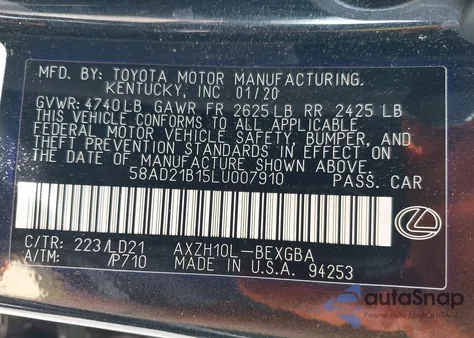 MFD. BY: TOYOTA MOTOR MANUFACTURING,
KENTUCKY, INC 01/20
GVWR: 4740LB GAWR FR 2625LB RR 2425 LB
THIS VEHICLE CONFORMS TO ALL APPLICABLE
FEDERAL MOTOR VEHICLE SAFETY, BUMPER, AND
THEFT PREVENTION STANDARDS IN EFFECT ON
THE DATE OF MANUFACTURE SHOWN ABOVE.
58AD21B15LU007910 PASS. CAR
C/TR: 223/LD21 AXZH10L-BEXGBA
A/TM: /P710 MADE IN U.S.A. 94253
autoSnap